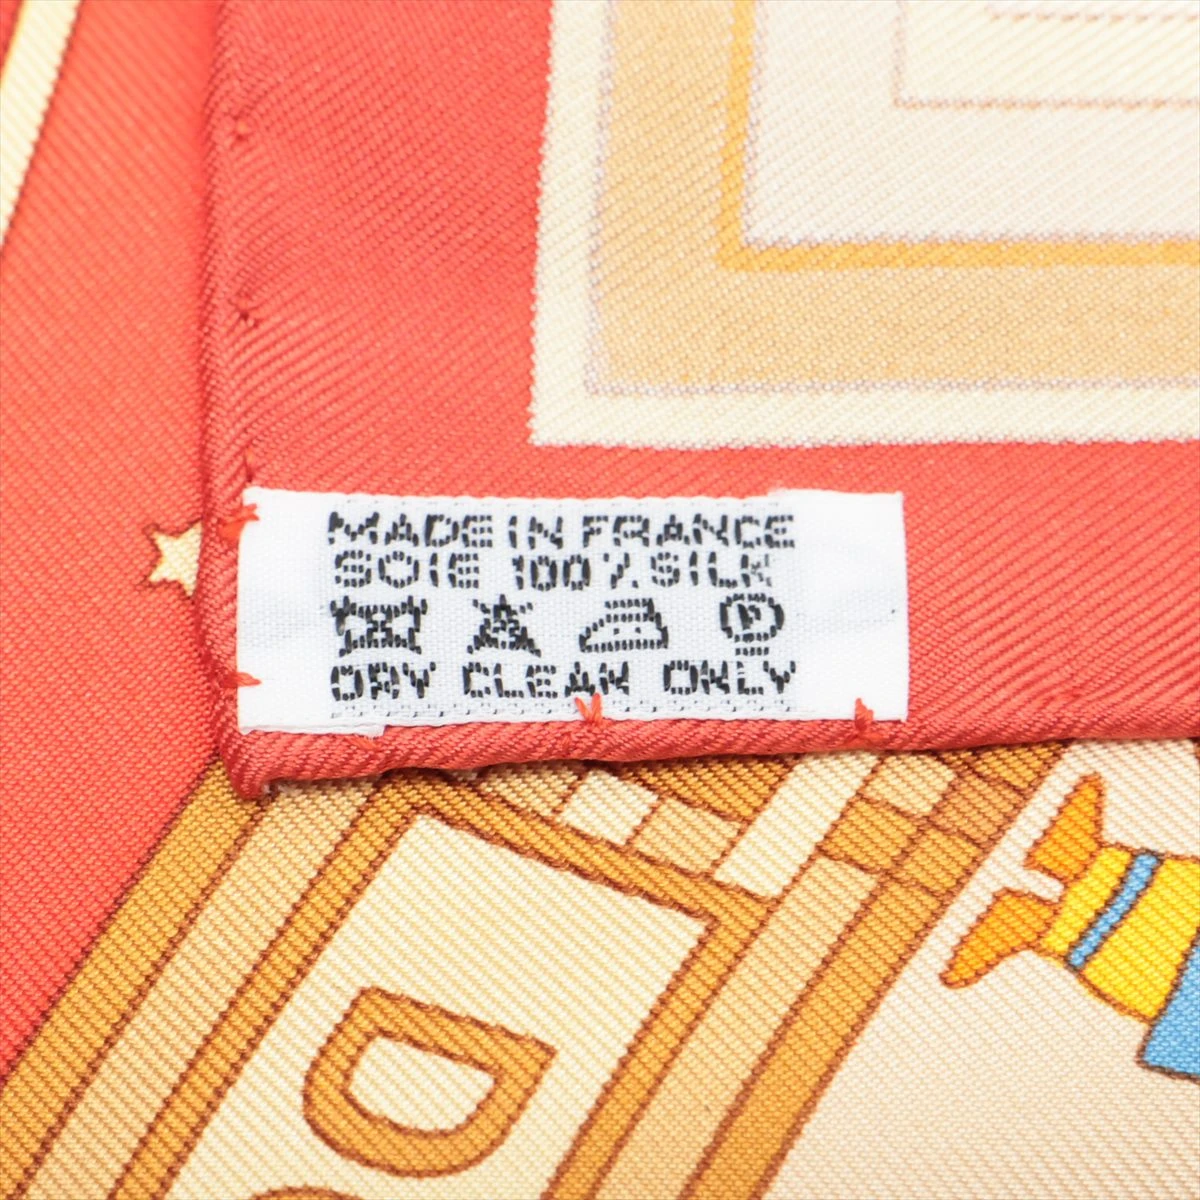 MADE IN FRANCE
SOIE 100% SILK
P
DRY CLEAN ONLY
D